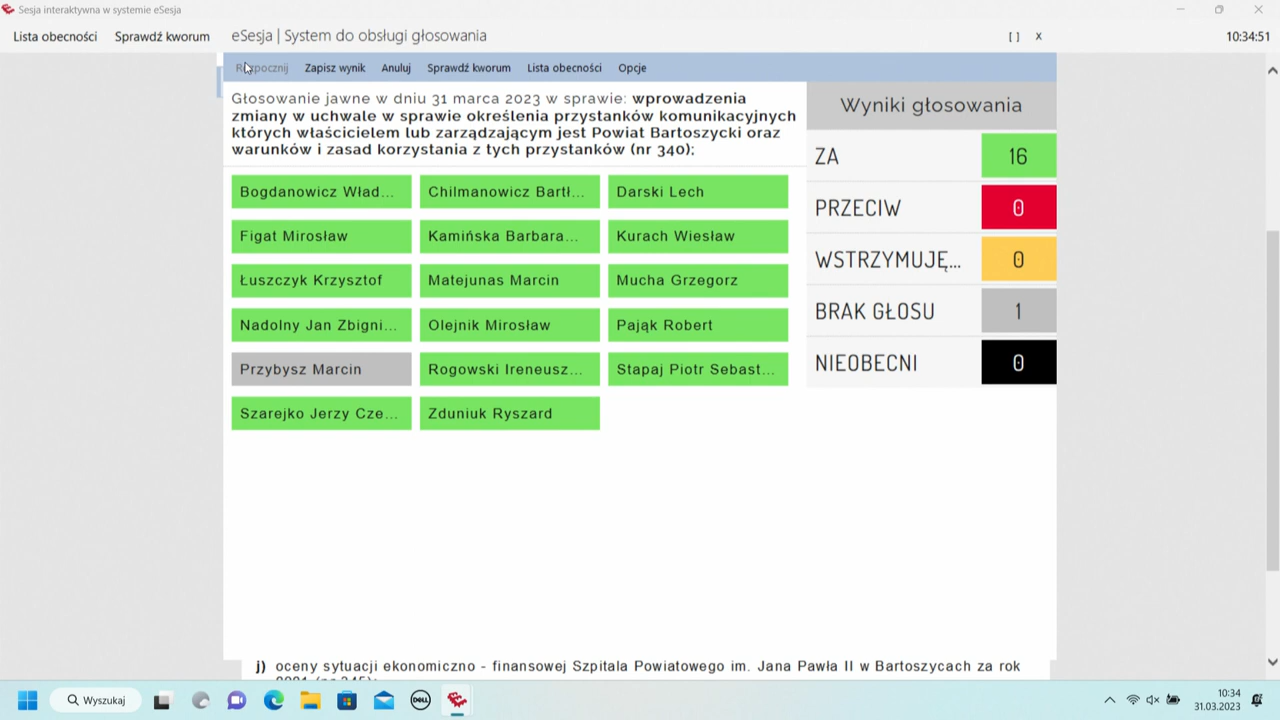 Sesja interaktywna w systemie eSesja
Lista obecności Sprawdź kworum eSesja | System do obsługi głosowania [ ] x 10:34:51
Rozpocznij Zapisz wynik Anuluj Sprawdź kworum Lista obecności Opcje
Głosowanie jawne w dniu 31 marca 2023 w sprawie: wprowadzenia
zmiany w uchwale w sprawie określenia przystanków komunikacyjnych
których właścicielem lub zarządzającym jest Powiat Bartoszycki oraz
warunków i zasad korzystania z tych przystanków (nr 340);
Bogdanowicz Wład... Chilmanowicz Bartł... Darski Lech
Figat Mirosław Kamińska Barbara... Kurach Wiesław
Łuszczyk Krzysztof Matejunas Marcin Mucha Grzegorz
Nadolny Jan Zbigni... Olejnik Mirosław Pająk Robert
Przybysz Marcin Rogowski Ireneusz... Stapaj Piotr Sebast...
Szarejko Jerzy Cze... Zduniuk Ryszard
Wyniki głosowania
ZA 16
PRZECIW 0
WSTRZYMUJĘ... 0
BRAK GŁOSU 1
NIEOBECNI 0
j) oceny sytuacji ekonomiczno - finansowej Szpitala Powiatowego im. Jana Pawła II w Bartoszycach za rok
Wyszukaj
DELL
10:34
31.03.2023